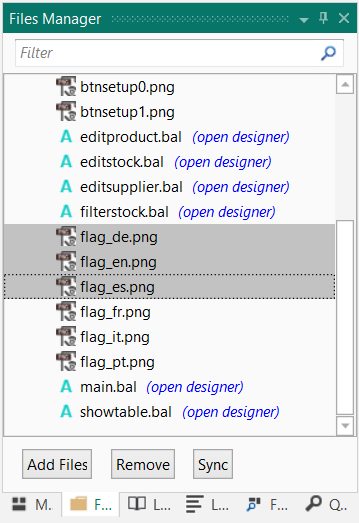 Files Manager
Filter
btnsetup0.png
btnsetup1.png
editproduct.bal (open designer)
editstock.bal (open designer)
editsupplier.bal (open designer)
filterstock.bal (open designer)
flag_de.png
flag_en.png
flag_es.png
flag_fr.png
flag_it.png
flag_pt.png
main.bal (open designer)
showtable.bal (open designer)
Add Files Remove Sync
M. F... L... L... F... Q..